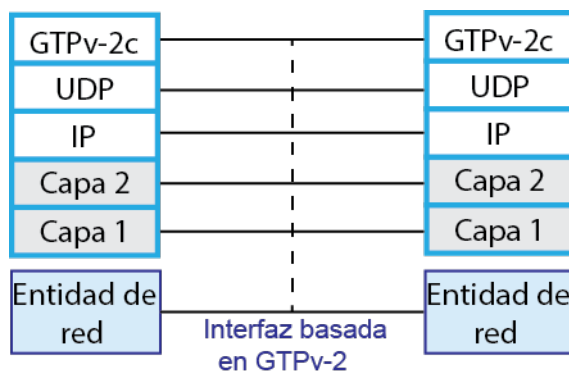 GTPv-2c
UDP
IP
Capa 2
Capa 1
Entidad de
red
GTPv-2c
UDP
IP
Capa 2
Capa 1
Entidad de
red
Interfaz basada
en GTPv-2